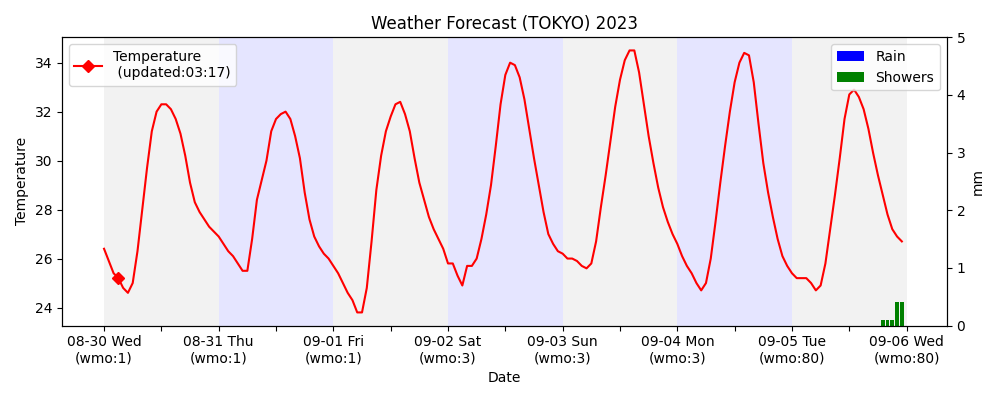 Weather Forecast (TOKYO) 2023
Temperature
(updated:03:17)
Rain
Showers
Temperature
34
32
30
28
26
24
5
4
3
2
1
0
mm
08-30 Wed
(wmo:1)
08-31 Thu
(wmo:1)
09-01 Fri
(wmo:1)
09-02 Sat
(wmo:3)
09-03 Sun
(wmo:3)
09-04 Mon
(wmo:3)
09-05 Tue
(wmo:80)
09-06 Wed
(wmo:80)
Date